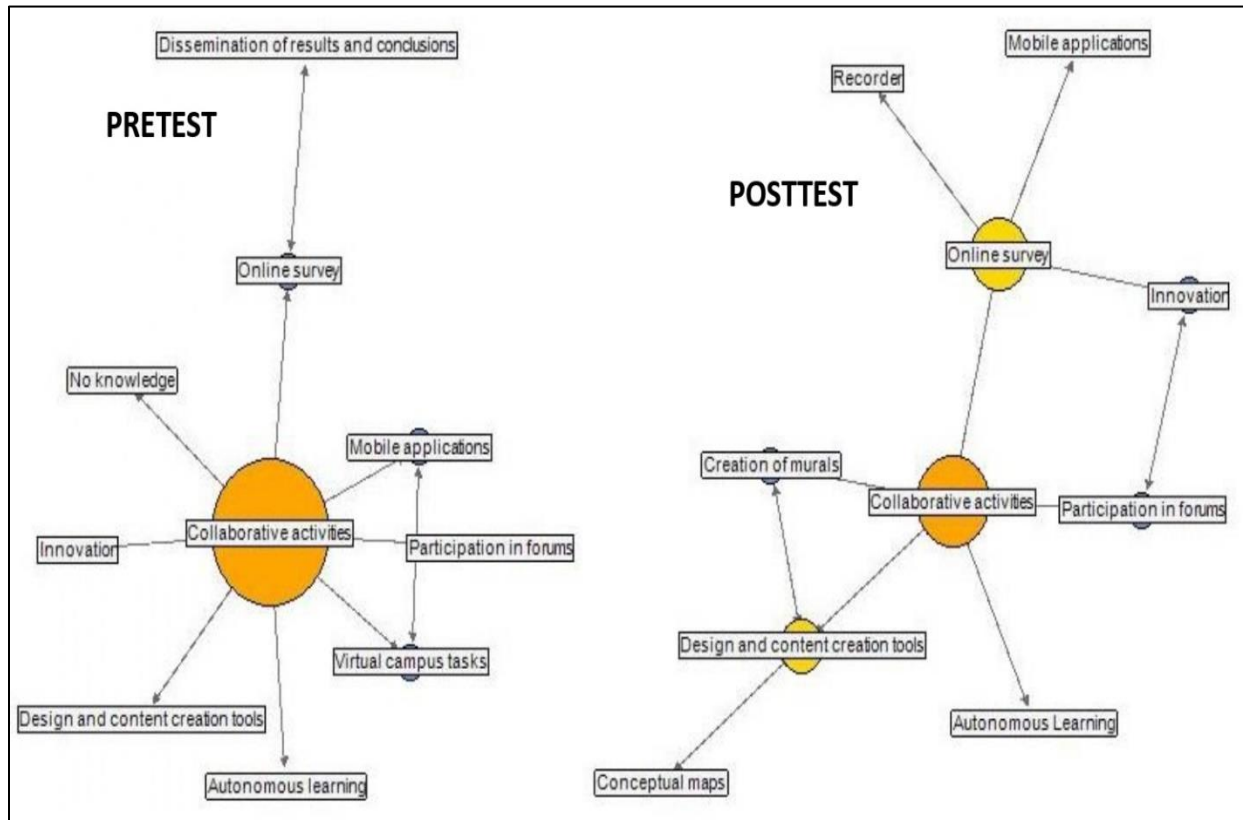 Dissemination of results and conclusions
PRETEST
Online survey
No knowledge
Mobile applications
Collaborative activities
Innovation
Participation in forums
Virtual campus tasks
Design and content creation tools
Autonomous learning
Mobile applications
Recorder
POSTTEST
Online survey
Innovation
Creation of murals
Collaborative activities
Participation in forums
Design and content creation tools
Autonomous Learning
Conceptual maps